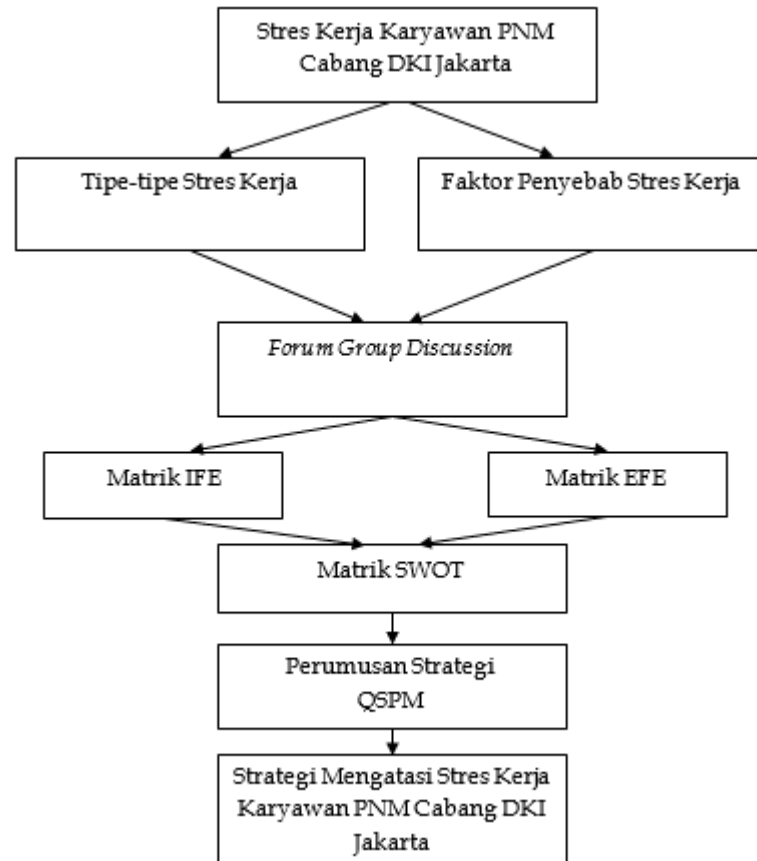 Stres Kerja Karyawan PNM
Cabang DKI Jakarta
Tipe-tipe Stres Kerja
Faktor Penyebab Stres Kerja
Forum Group Discussion
Matrik IFE
Matrik EFE
Matrik SWOT
Perumusan Strategi
QSPM
Strategi Mengatasi Stres Kerja
Karyawan PNM Cabang DKI
Jakarta